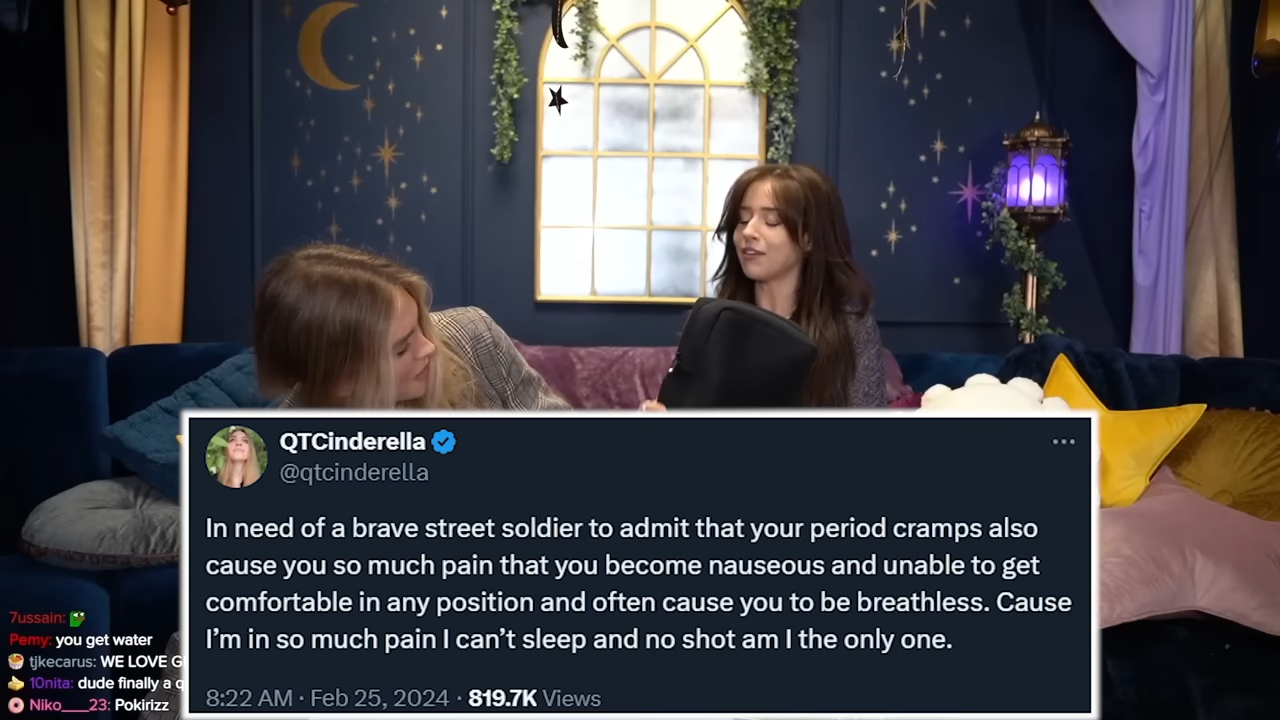 QTCinderella
@qtcinderella
In need of a brave street soldier to admit that your period cramps also
cause you so much pain that you become nauseous and unable to get
comfortable in any position and often cause you to be breathless. Cause
I’m in so much pain I can’t sleep and no shot am I the only one.
8:22 AM · Feb 25, 2024 · 819.7K Views
7ussain:
Pemy: you get water
tjkecarus: WE LOVE G
10nita: dude finally a q
Niko___23: Pokirizz